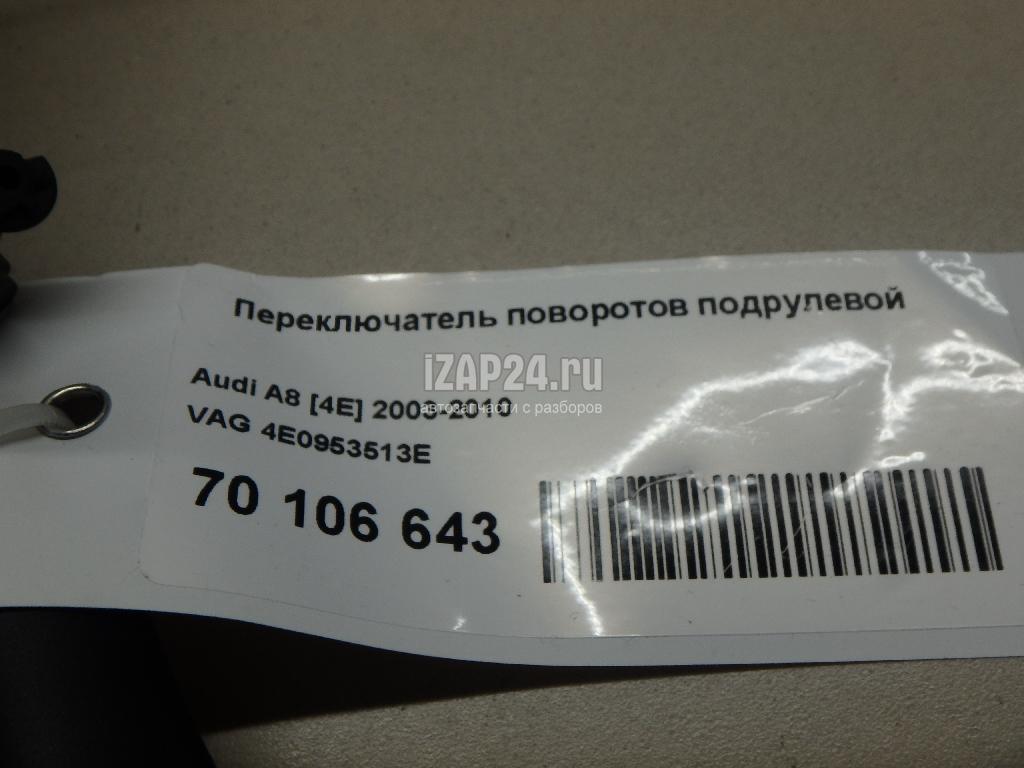 Переключатель поворотов подрулевой
iZAP24.ru
автозапчасти с разборов
Audi A8 [4E] 2003-2010
VAG 4E0953513E
70 106 643